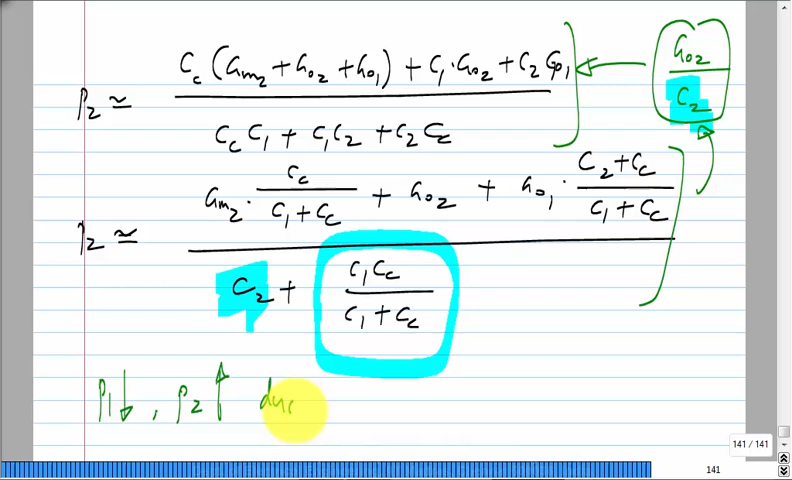 p2 ≃ Cc (Gm2 + Go2 + Go1) + C1·Go2 + C2 Go1 / CcC1 + C1C2 + C2Cc
Go2 / C2
p2 ≃ Gm2 · Cc / C1 + Cc + Go2 + Go1 · C2 + Cc / C1 + Cc / C2 + C1Cc / C1 + Cc
p1↓, p2↑ due
141 / 141
141